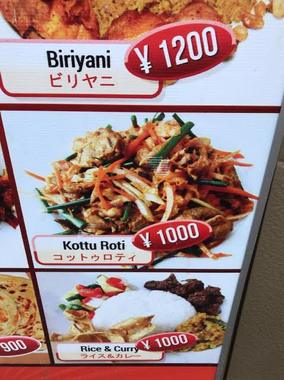 Biriyani
ビリヤニ
¥ 1200
Kottu Roti
コットゥロティ
¥ 1000
900
Rice & Curry
ライス&カレー
¥ 1000